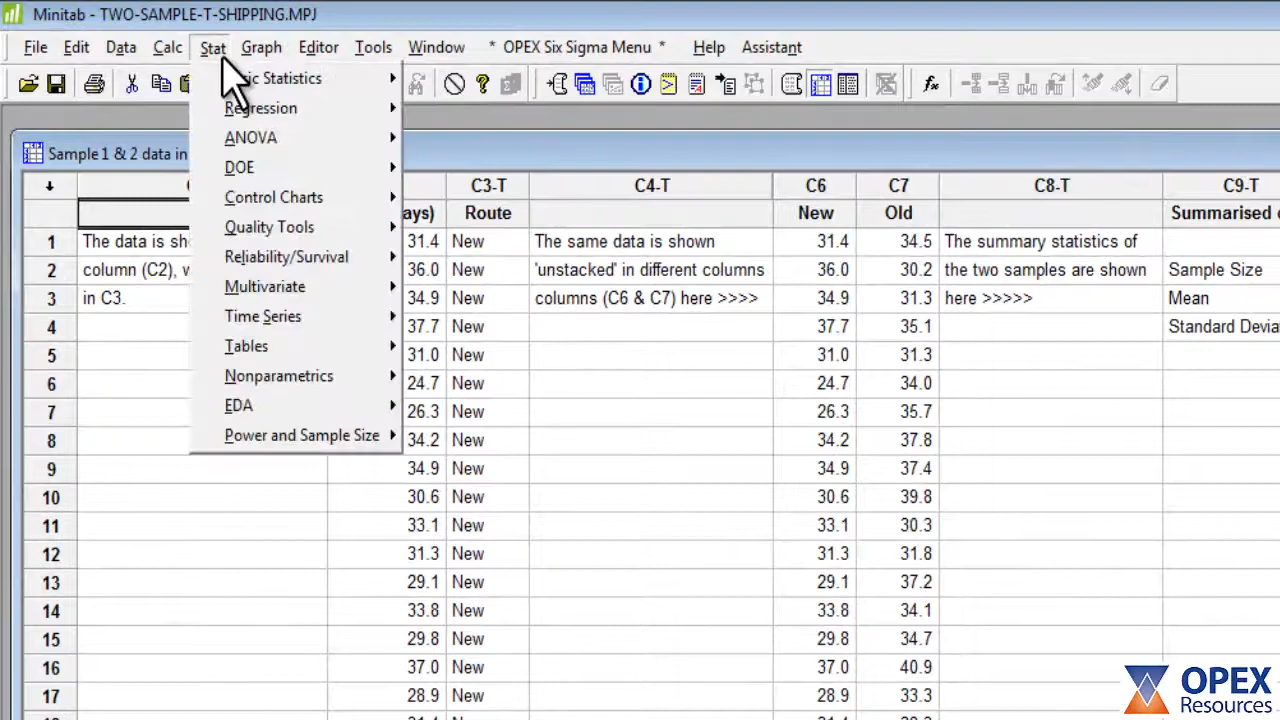 Minitab - TWO-SAMPLE-T-SHIPPING.MPJ
File Edit Data Calc Stat Graph Editor Tools Window * OPEX Six Sigma Menu * Help Assistant
Statistics
Regression
ANOVA
DOE
Control Charts
Quality Tools
Reliability/Survival
Multivariate
Time Series
Tables
Nonparametrics
EDA
Power and Sample Size
Sample 1 & 2 data in
C3-T C4-T C6 C7 C8-T C9-T
ays) Route New Old Summarised
1 The data is sh 31.4 New The same data is shown 31.4 34.5 The summary statistics of
2 column (C2), w 36.0 New 'unstacked' in different columns 36.0 30.2 the two samples are shown Sample Size
3 in C3. 34.9 New columns (C6 & C7) here >>>> 34.9 31.3 here >>>>> Mean
4 37.7 New 37.7 35.1 Standard Devia
5 31.0 New 31.0 31.3
6 24.7 New 24.7 34.0
7 26.3 New 26.3 35.7
8 34.2 New 34.2 37.8
9 34.9 New 34.9 37.4
10 30.6 New 30.6 39.8
11 33.1 New 33.1 30.3
12 31.3 New 31.3 31.8
13 29.1 New 29.1 37.2
14 33.8 New 33.8 34.1
15 29.8 New 29.8 34.7
16 37.0 New 37.0 40.9
17 28.9 New 28.9 33.3
OPEX
Resources